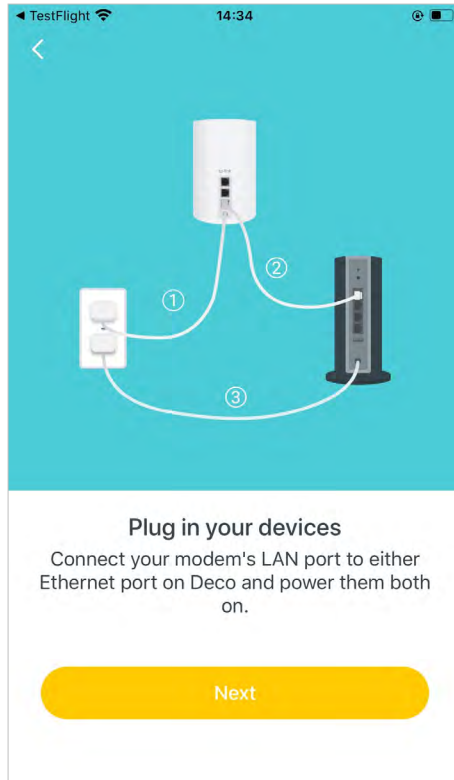 TestFlight 14:34
①
②
③
Plug in your devices
Connect your modem's LAN port to either
Ethernet port on Deco and power them both
on.
Next